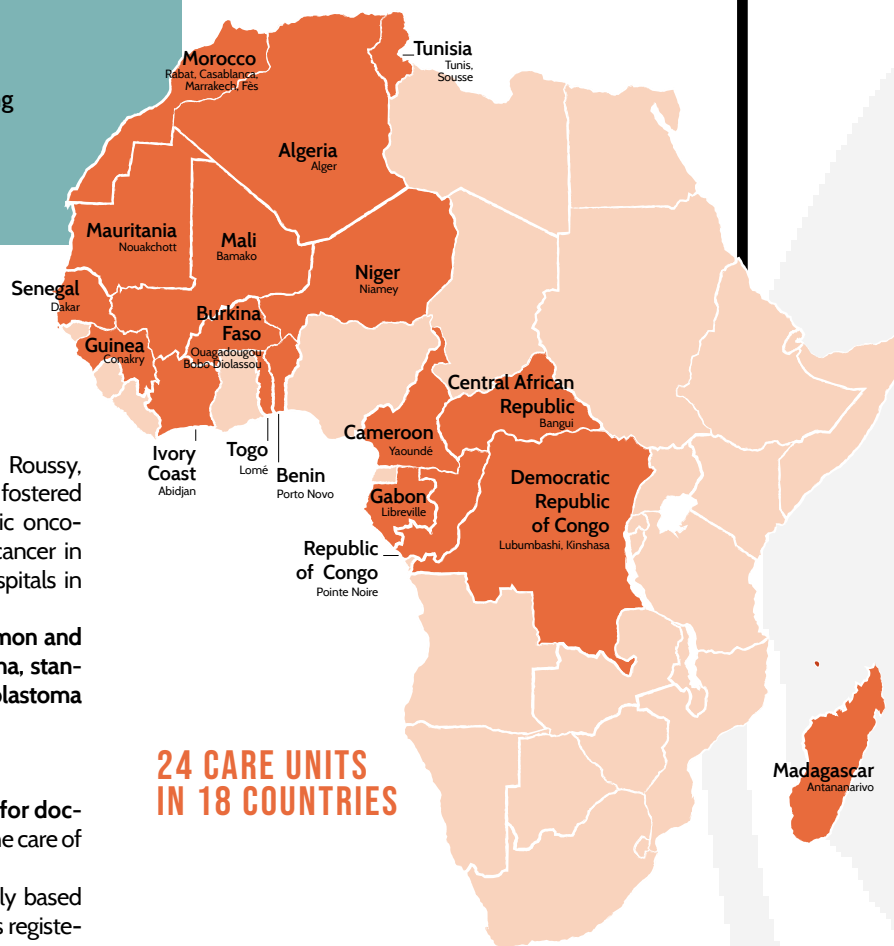 g
Morocco
Rabat, Casablanca,
Marrakech, Fès
Tunisia
Tunis,
Sousse
Algeria
Alger
Mauritania
Nouakchott
Mali
Bamako
Niger
Niamey
Senegal
Dakar
Burkina
Faso
Ouagadougou
Bobo Diolassou
Guinea
Conakry
Central African
Republic
Bangui
Cameroon
Yaoundé
Ivory
Coast
Abidjan
Togo
Lomé
Benin
Porto Novo
Gabon
Libreville
Democratic
Republic
of Congo
Lubumbashi, Kinshasa
Republic
of Congo
Pointe Noire
Roussy,
fostered
ic onco-
cancer in
spitals in
mon and
na, stan-
blastoma
for doc-
ne care of
ly based
s registe-
24 CARE UNITS
IN 18 COUNTRIES
Madagascar
Antananarivo